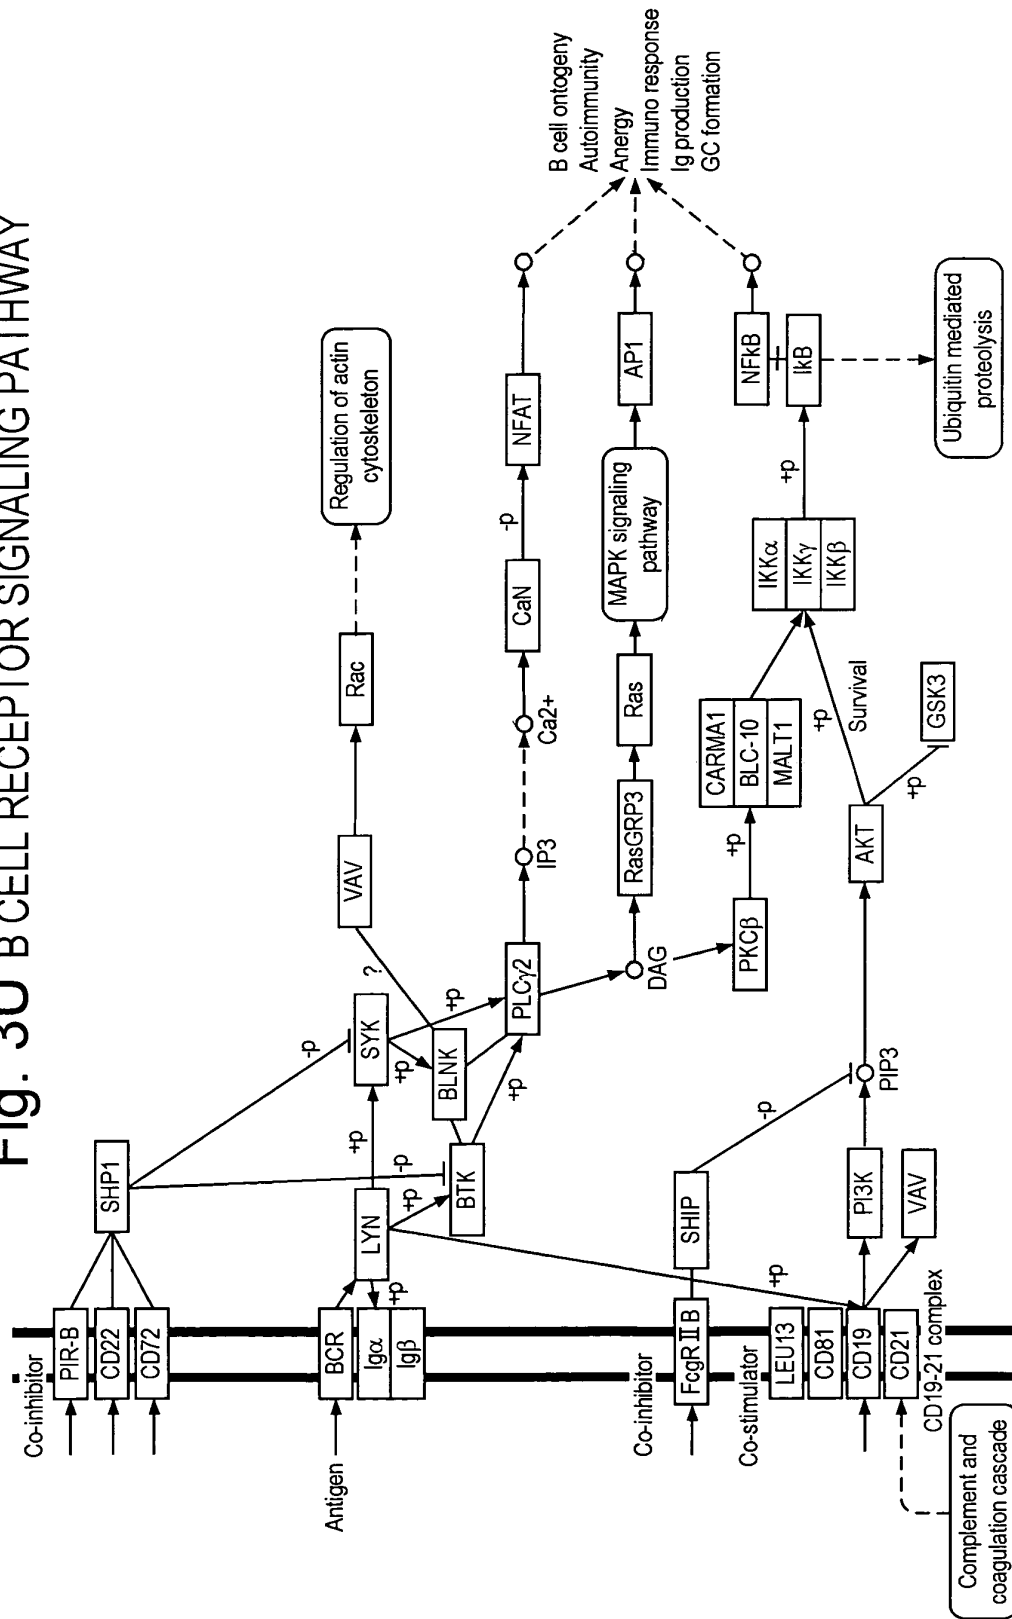 Fig. 3U B CELL RECEPTOR SIGNALING PATHWAY
Co-inhibitor
PIR-B
CD22
CD72
SHP1
-p
-p
Antigen
BCR
Igα
Igβ
+p
LYN
+p
+p
+p
SYK
+p
+p
?
BLNK
BTK
+p
VAV
Rac
Regulation of actin
cytoskeleton
PLCγ2
IP3
Ca2+
CaN
-p
NFAT
DAG
RasGRP3
Ras
MAPK signaling
pathway
AP1
B cell ontogeny
Autoimmunity
Anergy
Immuno response
Ig production
GC formation
PKCβ
+p
CARMA1
BLC-10
MALT1
IKKα
IKKγ
IKKβ
+p
NFkB
IkB
Ubiquitin mediated
proteolysis
Co-inhibitor
FcgRIIB
SHIP
-p
Co-stimulator
LEU13
CD81
CD19
CD21
CD19-21 complex
PI3K
VAV
PIP3
AKT
+p
Survival
+p
GSK3
Complement and
coagulation cascade